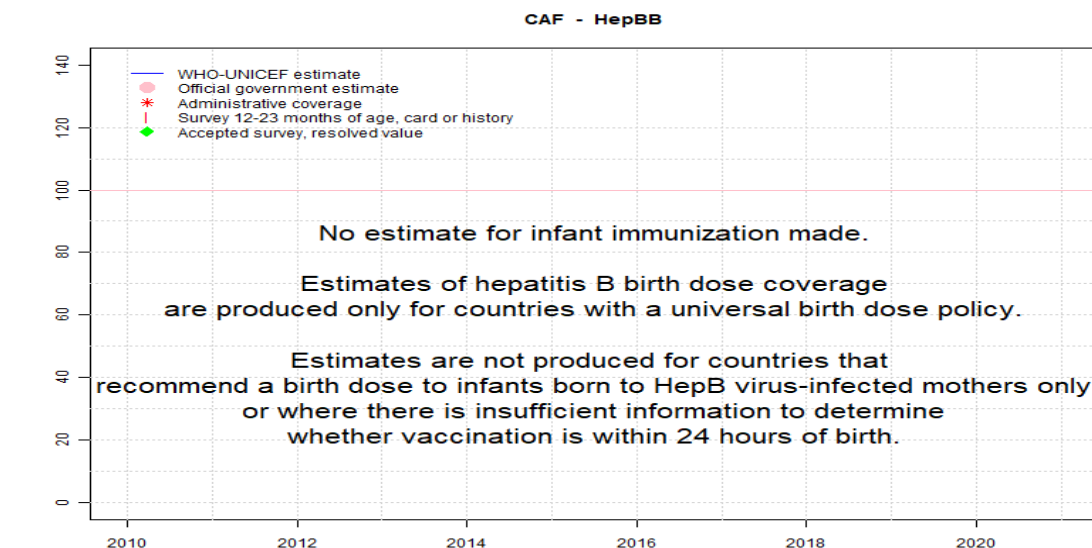 CAF - HepBB
WHO-UNICEF estimate
Official government estimate
Administrative coverage
Survey 12-23 months of age, card or history
Accepted survey, resolved value
140
120
100
80
60
40
20
0
No estimate for infant immunization made.
Estimates of hepatitis B birth dose coverage
are produced only for countries with a universal birth dose policy.
Estimates are not produced for countries that
recommend a birth dose to infants born to HepB virus-infected mothers only
or where there is insufficient information to determine
whether vaccination is within 24 hours of birth.
2010 2012 2014 2016 2018 2020